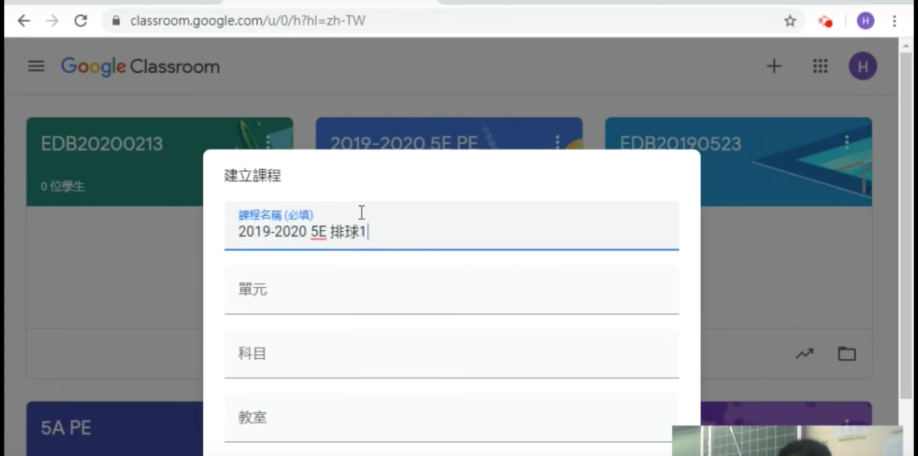 classroom.google.com/u/0/h?hl=zh-TW
H
Google Classroom
H
EDB20200213
0 位學生
2019-2020 5E PE
EDB20190523
建立課程
課程名稱 (必填)
2019-2020 5E 排球1
單元
科目
教室
5A PE